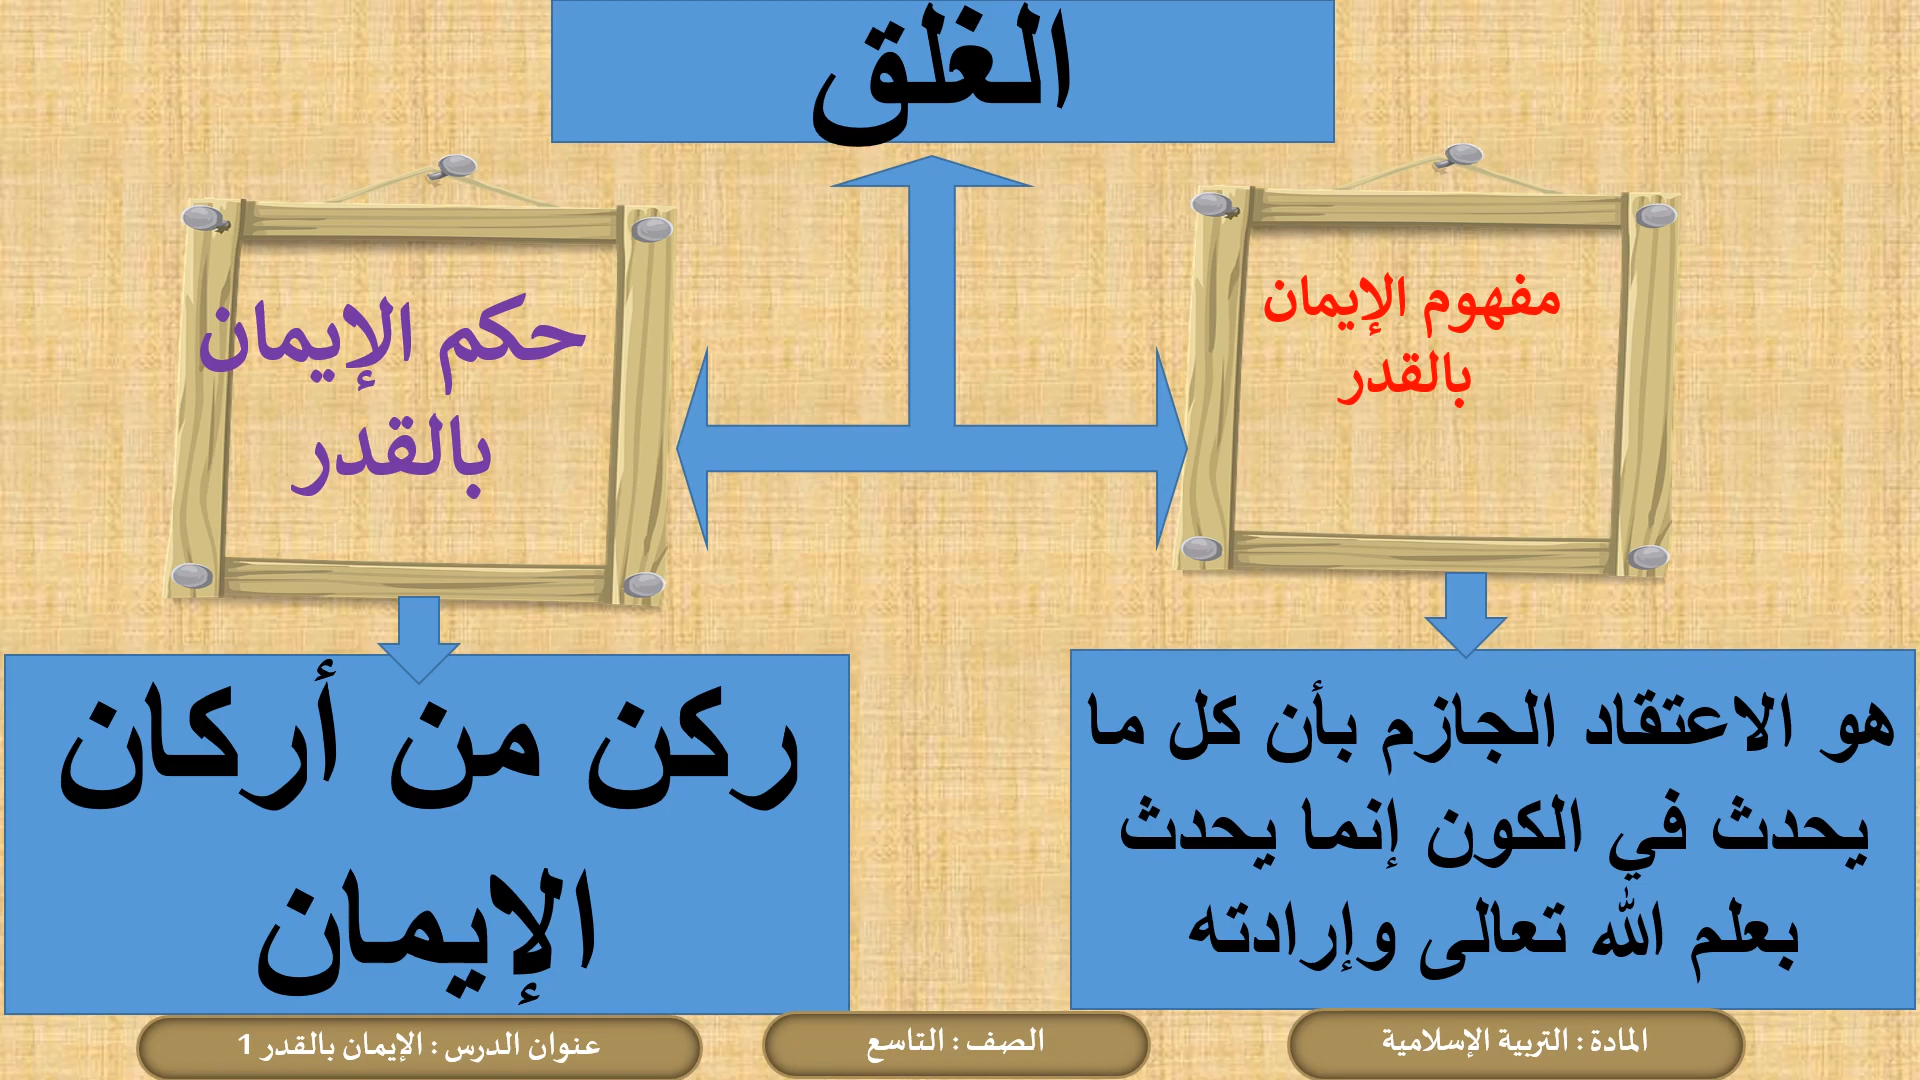 الغلق
مفهوم الإيمان
بالقدر
حكم الإيمان
بالقدر
هو الاعتقاد الجازم بأن كل ما
يحدث في الكون إنما يحدث
بعلم الله تعالى وإرادته
ركن من أركان
الإيمان
المادة : التربية الإسلامية
الصف : التاسع
عنوان الدرس : الإيمان بالقدر 1